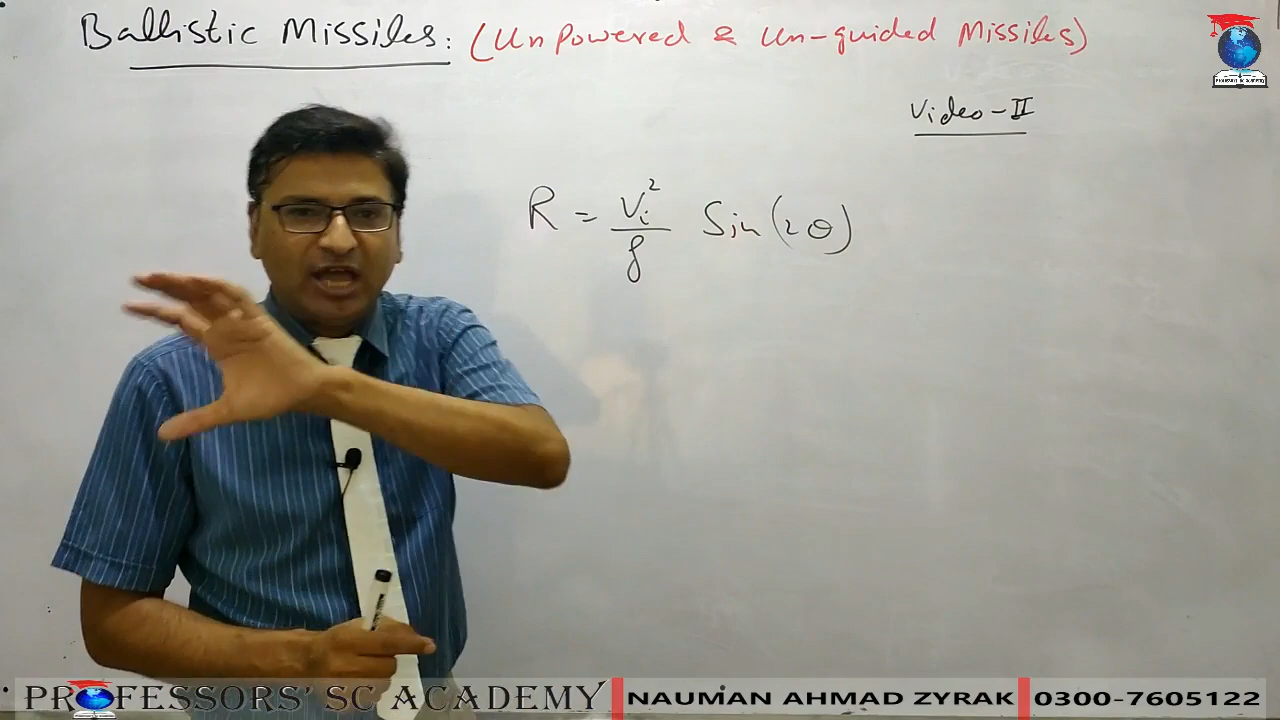 Ballistic Missiles: (Unpowered & Un-guided Missiles)
Video-II
R = Vi² / g Sin(2θ)
PROFESSORS' SC ACADEMY
NAUMAN AHMAD ZYRAK
0300-7605122